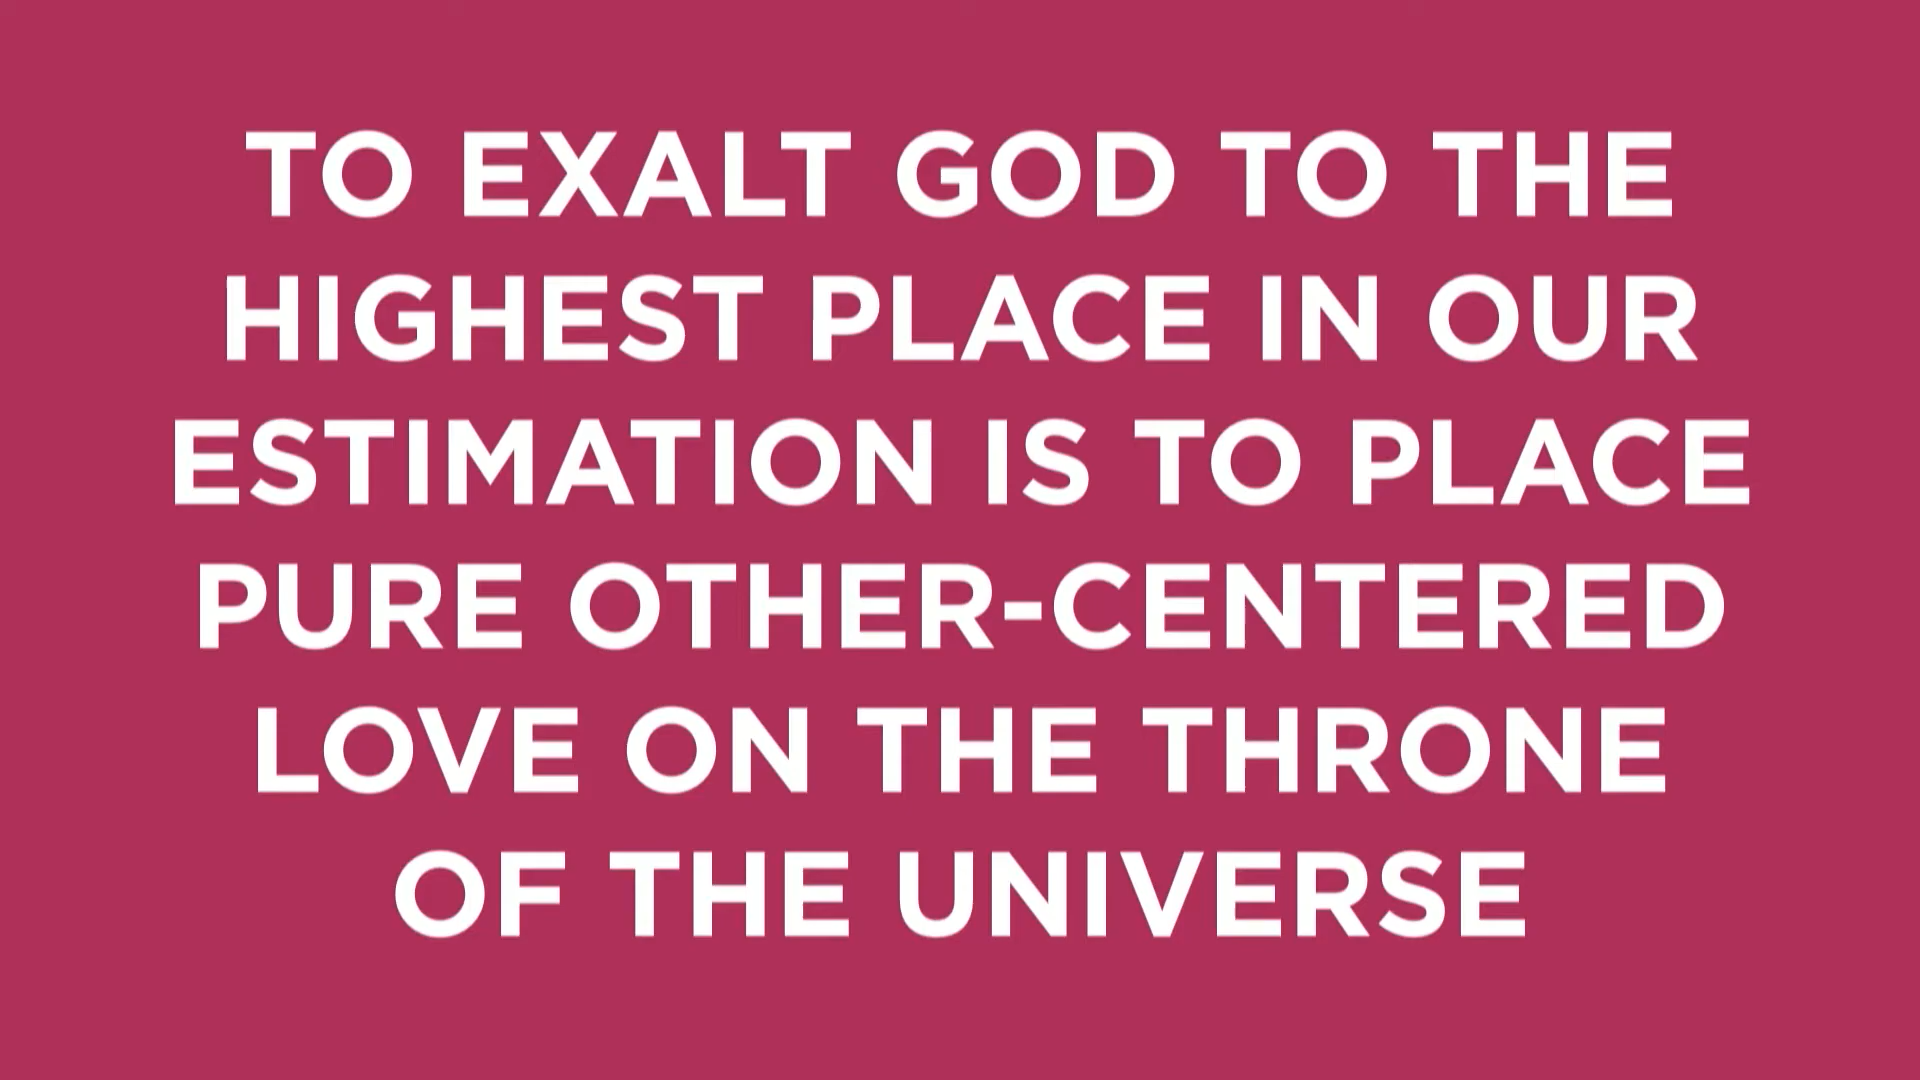 TO EXALT GOD TO THE
HIGHEST PLACE IN OUR
ESTIMATION IS TO PLACE
PURE OTHER-CENTERED
LOVE ON THE THRONE
OF THE UNIVERSE